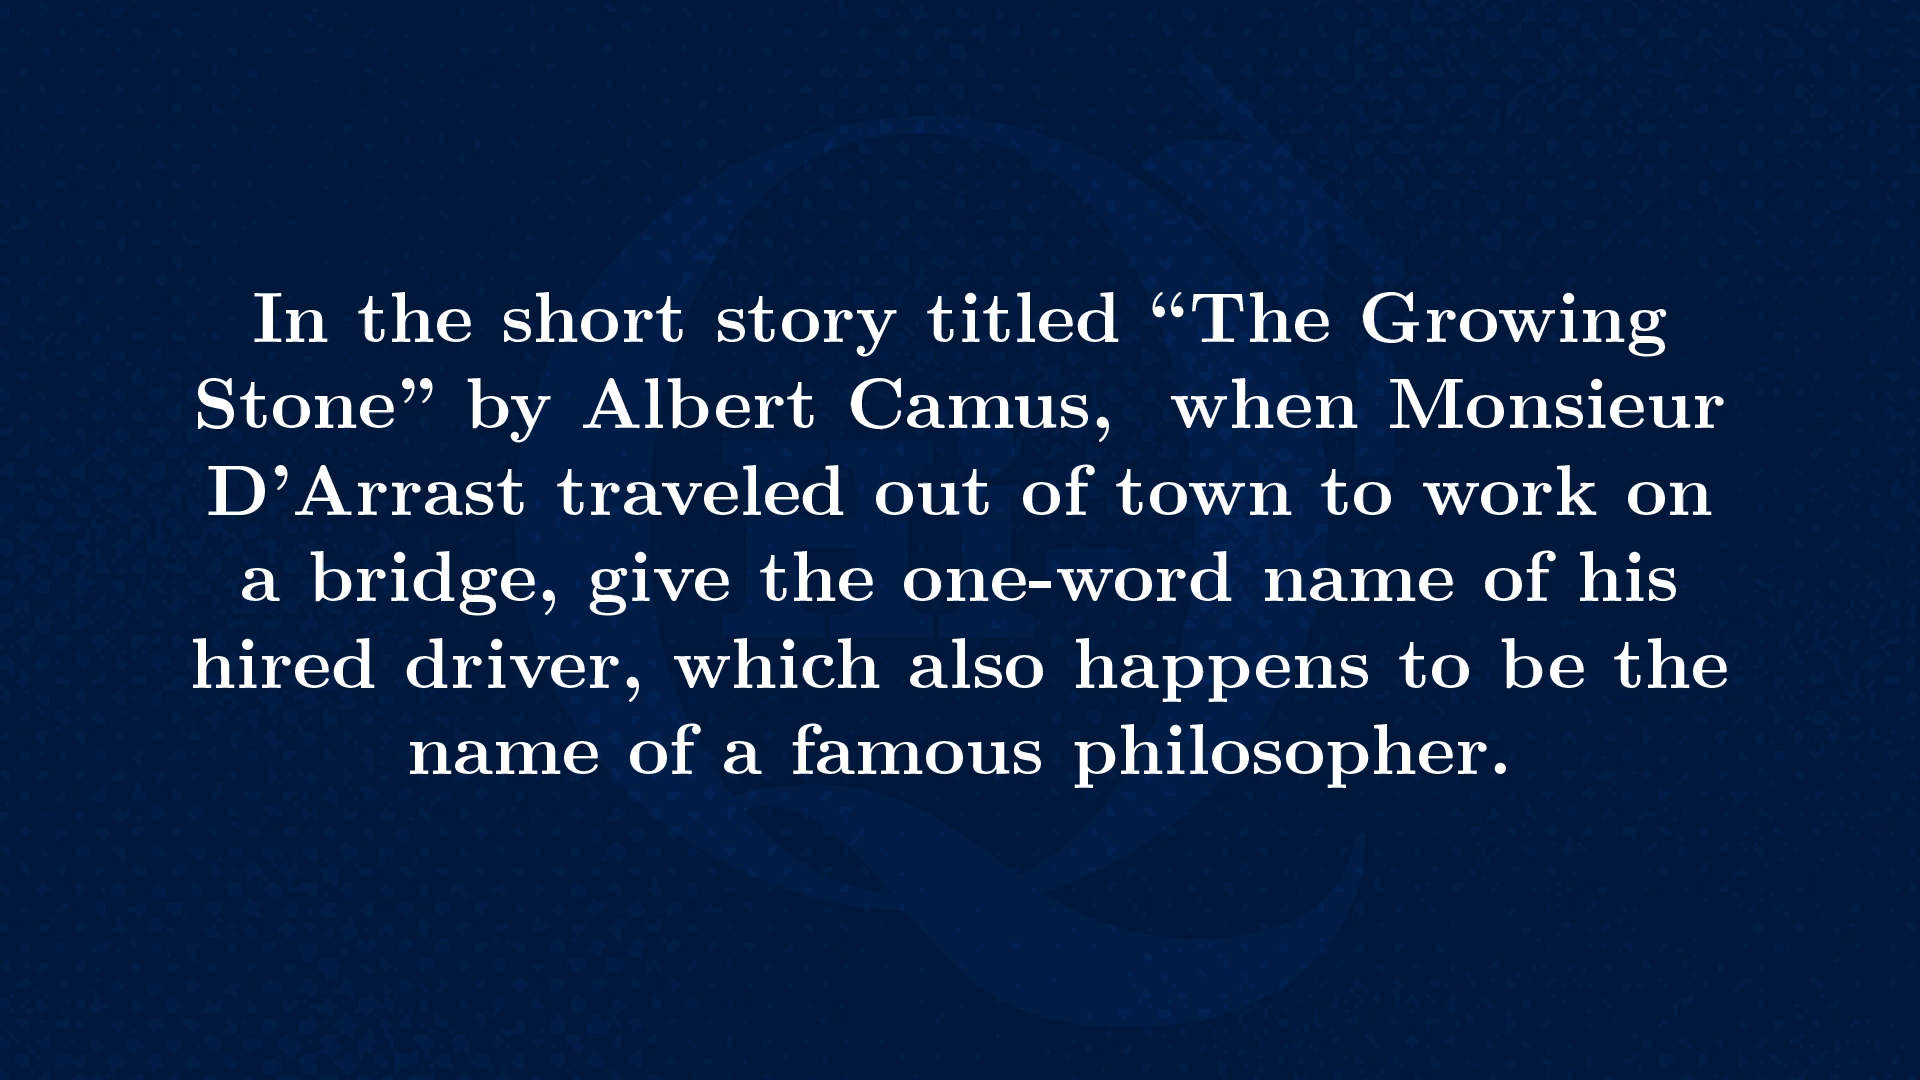 In the short story titled “The Growing
Stone” by Albert Camus, when Monsieur
D’Arrast traveled out of town to work on
a bridge, give the one-word name of his
hired driver, which also happens to be the
name of a famous philosopher.